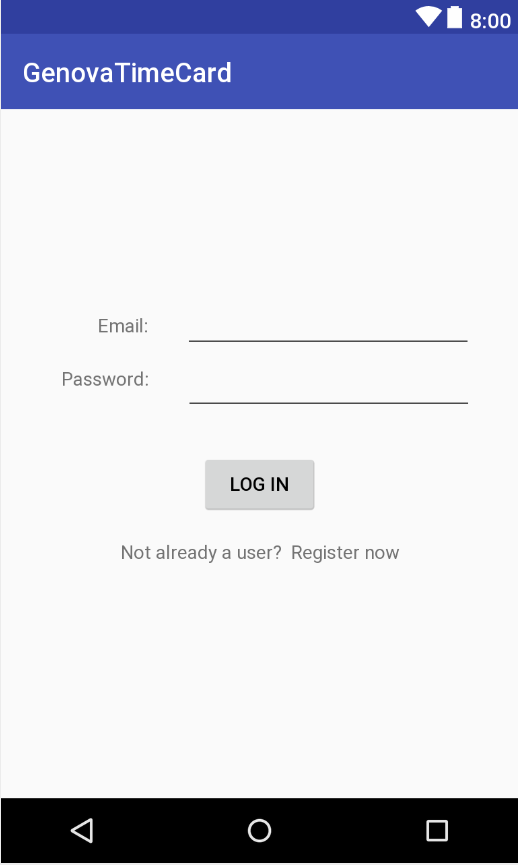 8:00
GenovaTimeCard
Email:
Password:
LOG IN
Not already a user?  Register now